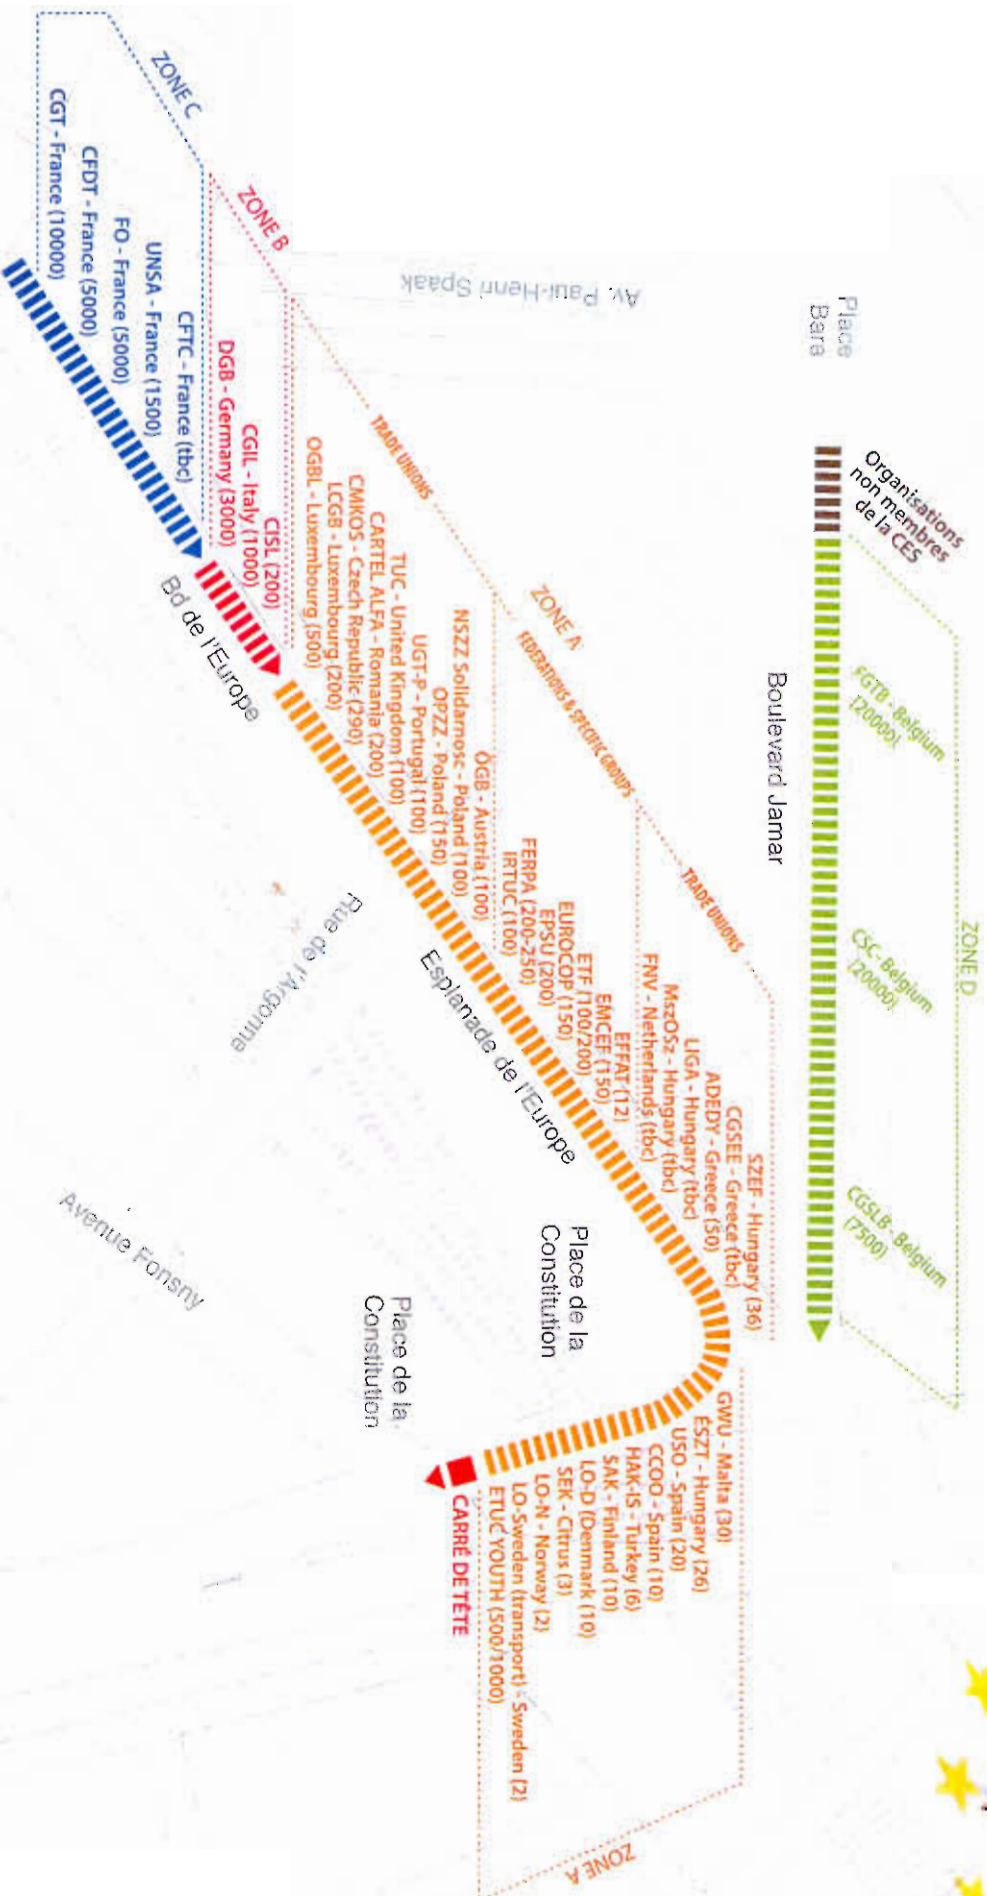 ZONE D
FGTB - Belgium
(20000)
CSC - Belgium
(20000)
CGSLB - Belgium
(7500)
Organisations
non membres
de la CES
Place
Bara
Boulevard Jamar
Av. Paul-Henri Spaak
ZONE C
CGT - France (10000)
CFDT - France (5000)
FO - France (5000)
UNSA - France (1500)
CFTC - France (tbc)
ZONE B
DGB - Germany (3000)
CGIL - Italy (1000)
CISL (200)
Bd de l'Europe
ZONE A
TRADE UNIONS
OGBL - Luxembourg (500)
LCGB - Luxembourg (200)
CMKOS - Czech Republic (290)
CARTEL ALFA - Romania (200)
TUC - United Kingdom (100)
UGT-P - Portugal (100)
OPZZ - Poland (150)
NSZZ Solidarnosc - Poland (100)
ÖGB - Austria (100)
FEDERATIONS & SPECIFIC GROUPS
IRTUC (100)
FERPA (200-250)
EPSU (200)
EUROCOP (150)
ETF (100/200)
EMCEF (150)
EFFAT (12)
TRADE UNIONS
FNV - Netherlands (tbc)
MszOSz - Hungary (tbc)
LIGA - Hungary (tbc)
ADEDY - Greece (50)
CGSEE - Greece (tbc)
SZEF - Hungary (36)
GWU - Malta (30)
ÉSZT - Hungary (26)
USO - Spain (20)
CCOO - Spain (10)
HAK-IS - Turkey (6)
SAK - Finland (10)
LO-D (Denmark (10)
SEK - Citrus (3)
LO-N - Norway (2)
LO-Sweden (transport) - Sweden (2)
ETUC YOUTH (500/1000)
CARRÉ DE TÊTE
ZONE A
Esplanade de l'Europe
Place de la
Constitution
Place de la
Constitution
Rue de l'Argonne
Avenue Fonsny